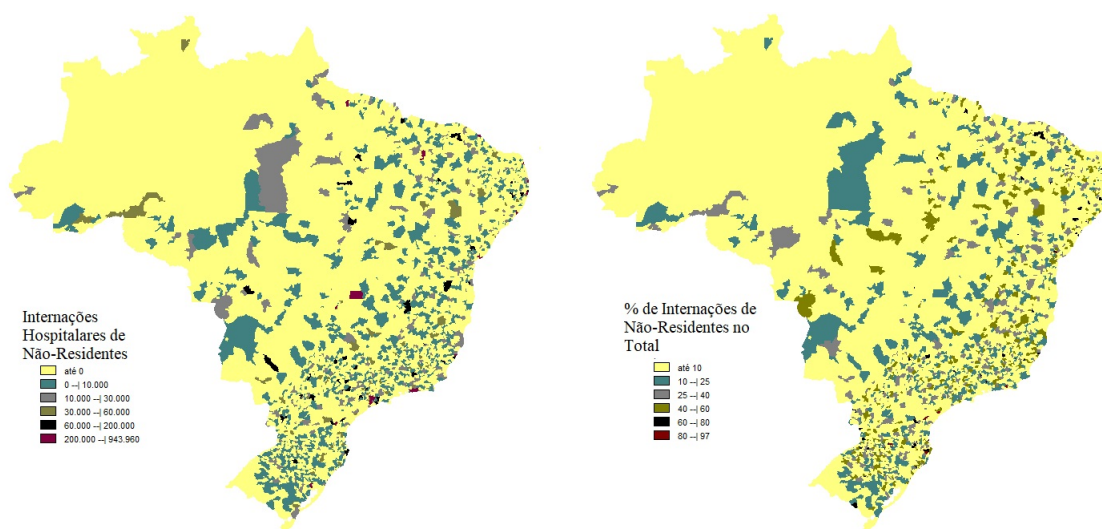 Internações
Hospitalares de
Não-Residentes
até 0
0 --| 10.000
10.000 --| 30.000
30.000 --| 60.000
60.000 --| 200.000
200.000 --| 943.960
% de Internações de
Não-Residentes no
Total
até 10
10 --| 25
25 --| 40
40 --| 60
60 --| 80
80 --| 97